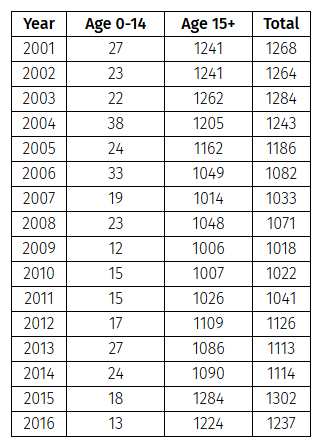 Year Age 0-14 Age 15+ Total
2001 27 1241 1268
2002 23 1241 1264
2003 22 1262 1284
2004 38 1205 1243
2005 24 1162 1186
2006 33 1049 1082
2007 19 1014 1033
2008 23 1048 1071
2009 12 1006 1018
2010 15 1007 1022
2011 15 1026 1041
2012 17 1109 1126
2013 27 1086 1113
2014 24 1090 1114
2015 18 1284 1302
2016 13 1224 1237